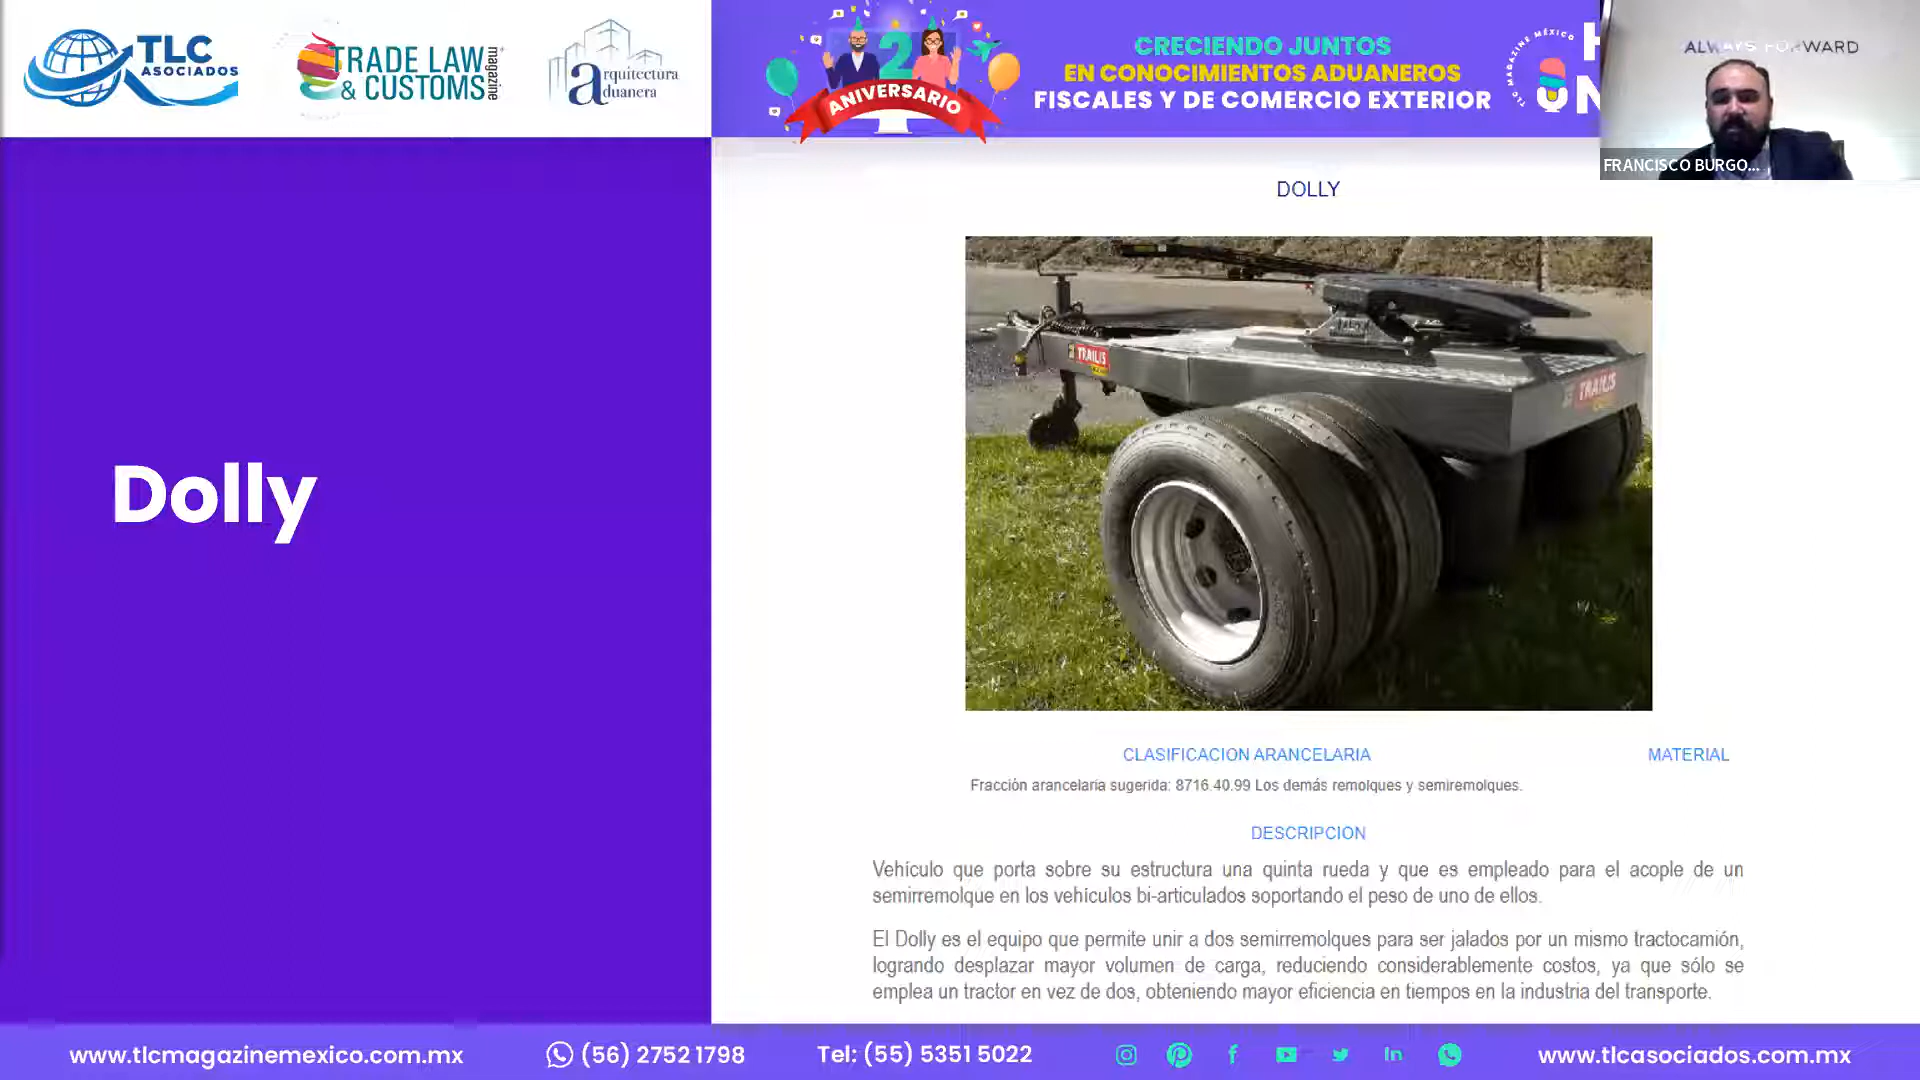 TLC
ASOCIADOS
TRADE LAW
& CUSTOMS
magazine
arquitectura
aduanera
2
ANIVERSARIO
CRECIENDO JUNTOS
EN CONOCIMIENTOS ADUANEROS
FISCALES Y DE COMERCIO EXTERIOR
TLC MAGAZINE MÉXICO
ALWAYS FORWARD
FRANCISCO BURGO...
Dolly
DOLLY
TRAILIS
TRAILIS
CLASIFICACION ARANCELARIA
MATERIAL
Fracción arancelaria sugerida: 8716.40.99 Los demás remolques y semiremolques.
DESCRIPCION
Vehículo que porta sobre su estructura una quinta rueda y que es empleado para el acople de un
semirremolque en los vehículos bi-articulados soportando el peso de uno de ellos.
El Dolly es el equipo que permite unir a dos semirremolques para ser jalados por un mismo tractocamión,
logrando desplazar mayor volumen de carga, reduciendo considerablemente costos, ya que sólo se
emplea un tractor en vez de dos, obteniendo mayor eficiencia en tiempos en la industria del transporte.
www.tlcmagazinemexico.com.mx
(56) 2752 1798
Tel: (55) 5351 5022
www.tlcasociados.com.mx